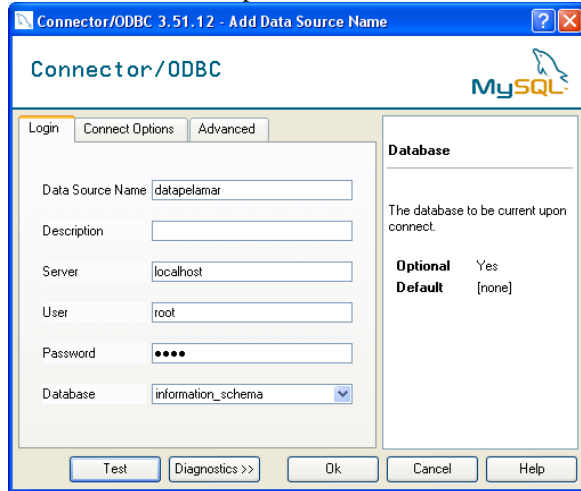 Connector/ODBC 3.51.12 - Add Data Source Name
Connector/ODBC
MySQL
Login Connect Options Advanced
Data Source Name datapelamar
Description
Server localhost
User root
Password ••••
Database information_schema
Database
The database to be current upon
connect.
Optional Yes
Default [none]
Test Diagnostics >> Ok Cancel Help